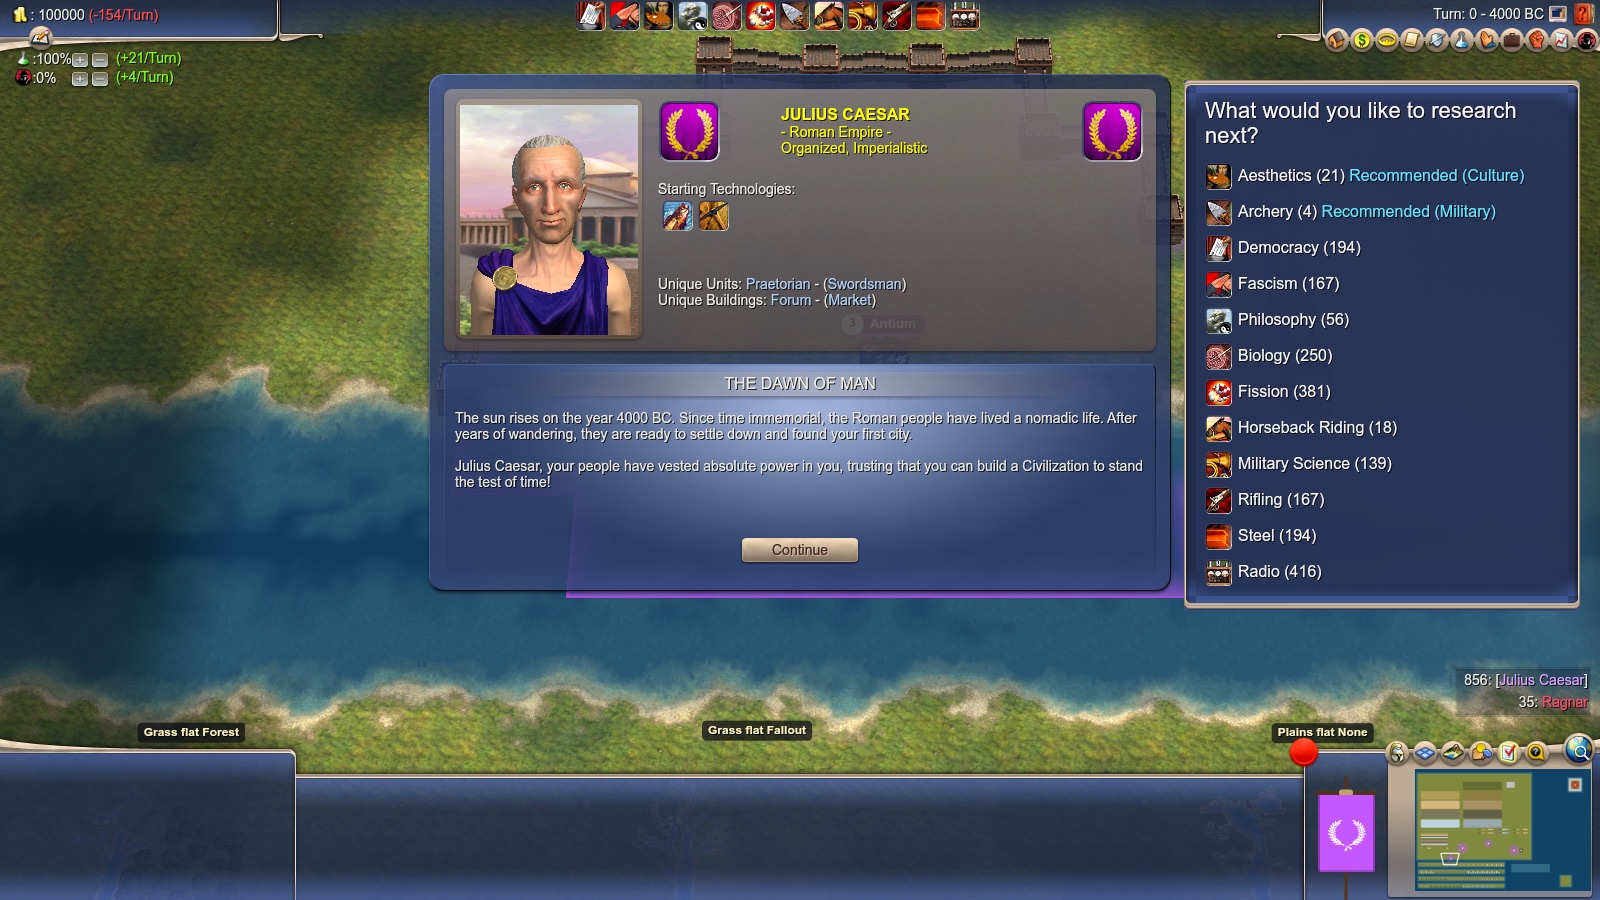 : 100000 (-154/Turn)
Turn: 0 - 4000 BC
:100% (+21/Turn)
:0% (+4/Turn)
JULIUS CAESAR
- Roman Empire -
Organized, Imperialistic
Starting Technologies:
Unique Units: Praetorian - (Swordsman)
Unique Buildings: Forum - (Market)
3 Antium
THE DAWN OF MAN
The sun rises on the year 4000 BC. Since time immemorial, the Roman people have lived a nomadic life. After
years of wandering, they are ready to settle down and found your first city.
Julius Caesar, your people have vested absolute power in you, trusting that you can build a Civilization to stand
the test of time!
Continue
What would you like to research
next?
Aesthetics (21) Recommended (Culture)
Archery (4) Recommended (Military)
Democracy (194)
Fascism (167)
Philosophy (56)
Biology (250)
Fission (381)
Horseback Riding (18)
Military Science (139)
Rifling (167)
Steel (194)
Radio (416)
856: [Julius Caesar]
35: Ragnar
Grass flat Forest
Grass flat Fallout
Plains flat None